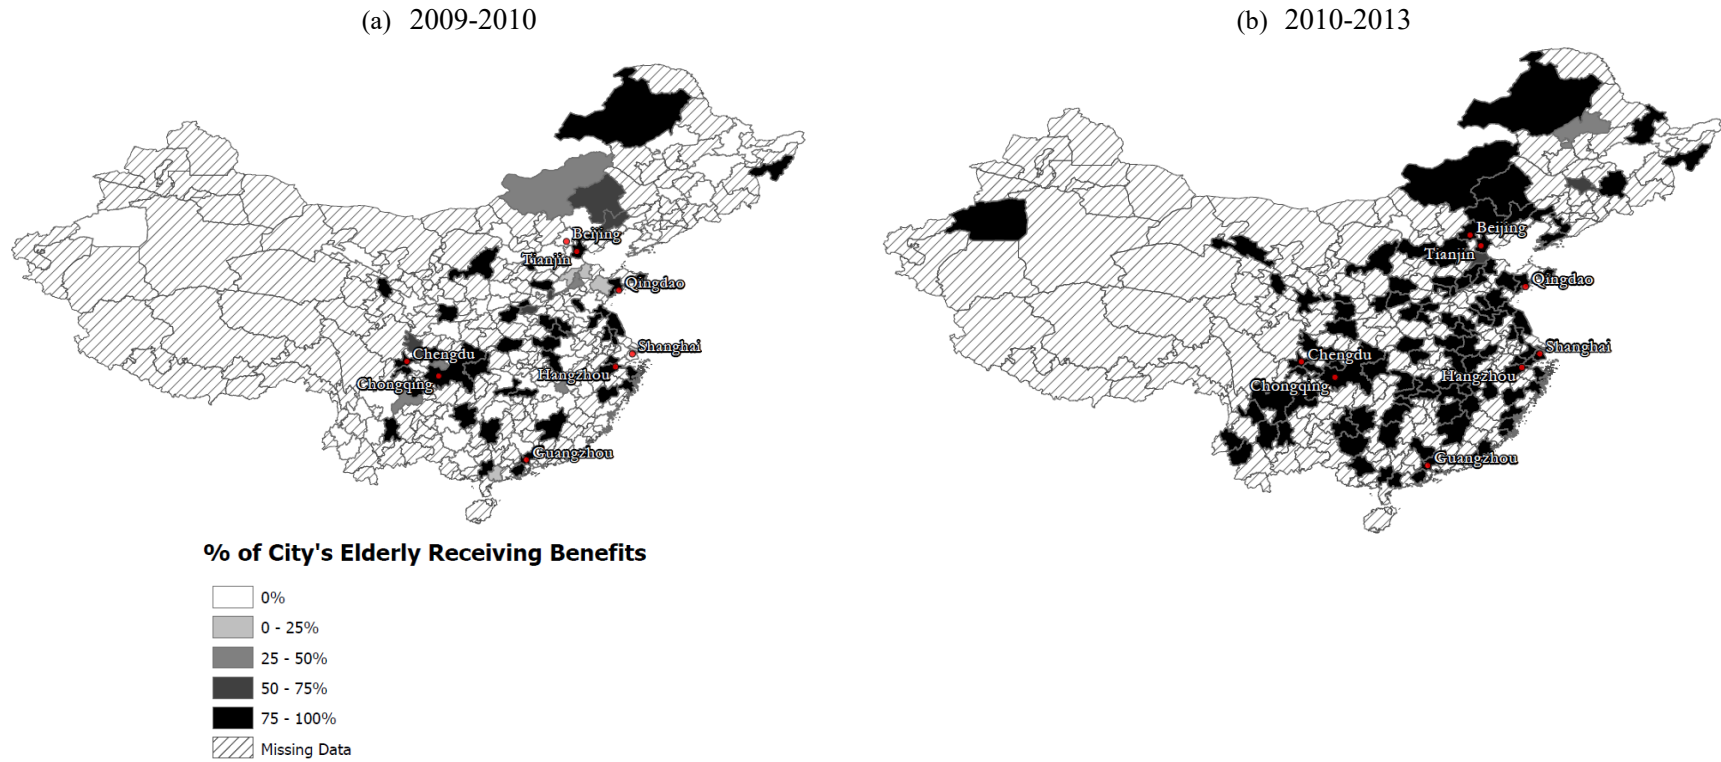 (a) 2009-2010
(b) 2010-2013
Beijing
Tianjin
Qingdao
Shanghai
Chengdu
Hangzhou
Chongqing
Guangzhou
Beijing
Tianjin
Qingdao
Shanghai
Chengdu
Hangzhou
Chongqing
Guangzhou
% of City's Elderly Receiving Benefits
0%
0 - 25%
25 - 50%
50 - 75%
75 - 100%
Missing Data